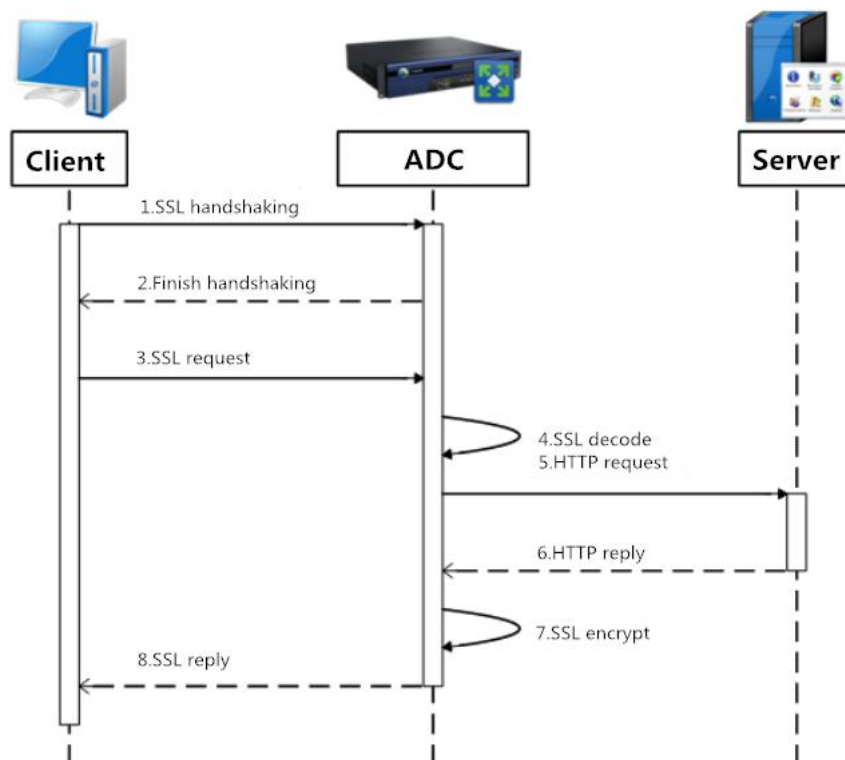 Client
ADC
Server
1.SSL handshaking
2.Finish handshaking
3.SSL request
4.SSL decode
5.HTTP request
6.HTTP reply
7.SSL encrypt
8.SSL reply